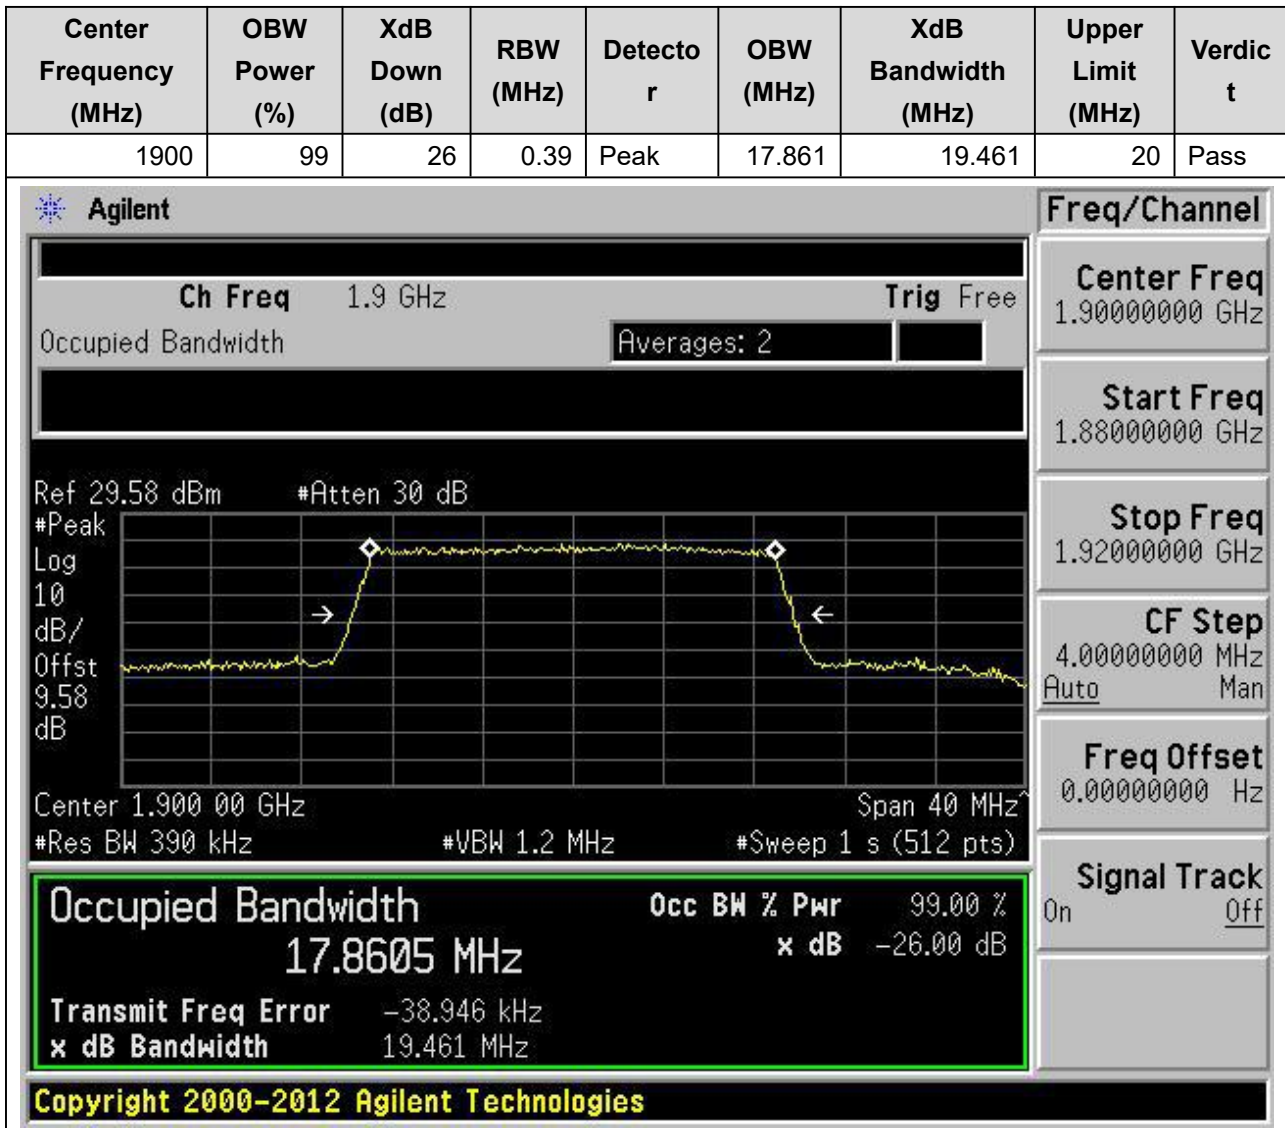 Center Frequency (MHz) OBW Power (%) XdB Down (dB) RBW (MHz) Detecto r OBW (MHz) XdB Bandwidth (MHz) Upper Limit (MHz) Verdic t
1900 99 26 0.39 Peak 17.861 19.461 20 Pass
Agilent
Freq/Channel
Ch Freq 1.9 GHz Trig Free
Occupied Bandwidth Averages: 2
Center Freq
1.90000000 GHz
Start Freq
1.88000000 GHz
Stop Freq
1.92000000 GHz
CF Step
4.00000000 MHz
Auto Man
Freq Offset
0.00000000 Hz
Signal Track
On Off
Ref 29.58 dBm #Atten 30 dB
#Peak
Log
10
dB/
Offst
9.58
dB
Center 1.900 00 GHz Span 40 MHz^
#Res BW 390 kHz #VBW 1.2 MHz #Sweep 1 s (512 pts)
Occupied Bandwidth
17.8605 MHz
Occ BW % Pwr 99.00 %
x dB -26.00 dB
Transmit Freq Error -38.946 kHz
x dB Bandwidth 19.461 MHz
Copyright 2000-2012 Agilent Technologies